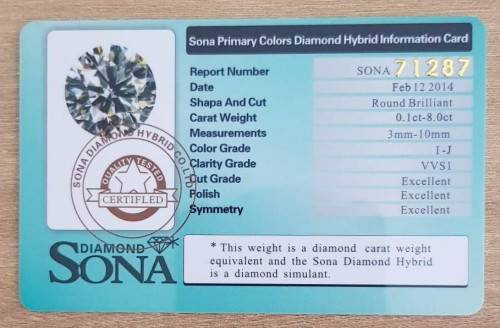 Sona Primary Colors Diamond Hybrid Information Card
Report Number SONA 71287
Date Feb 12 2014
Shapa And Cut Round Brilliant
Carat Weight 0.1ct-8.0ct
Measurements 3mm-10mm
Color Grade I-J
Clarity Grade VVS1
Cut Grade Excellent
Polish Excellent
Symmetry Excellent
SONA DIAMOND HYBRID CO.,LTD
QUALITY TESTED
CERTIFIED
DIAMOND
SONA
* This weight is a diamond carat weight
equivalent and the Sona Diamond Hybrid
is a diamond simulant.